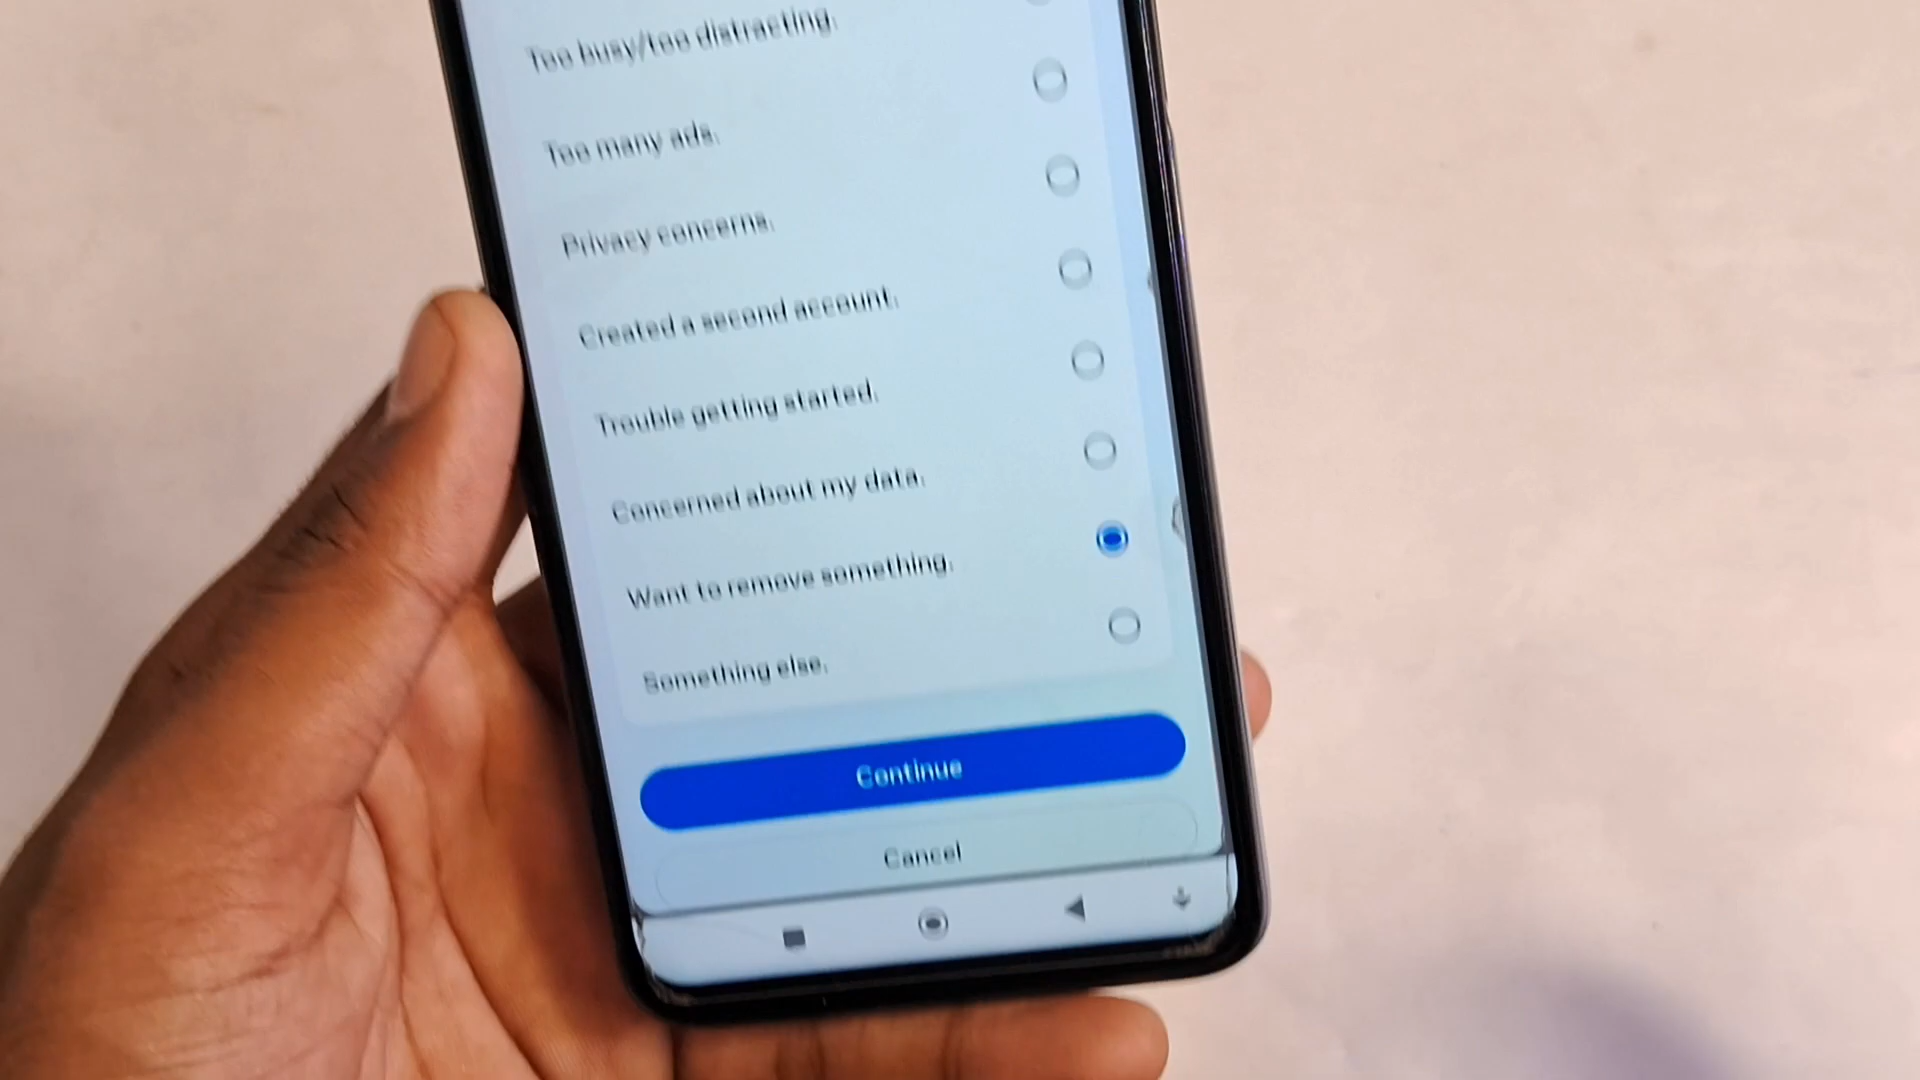 Too busy/too distracting.
Too many ads.
Privacy concerns.
Created a second account.
Trouble getting started.
Concerned about my data.
Want to remove something.
Something else.
Continue
Cancel